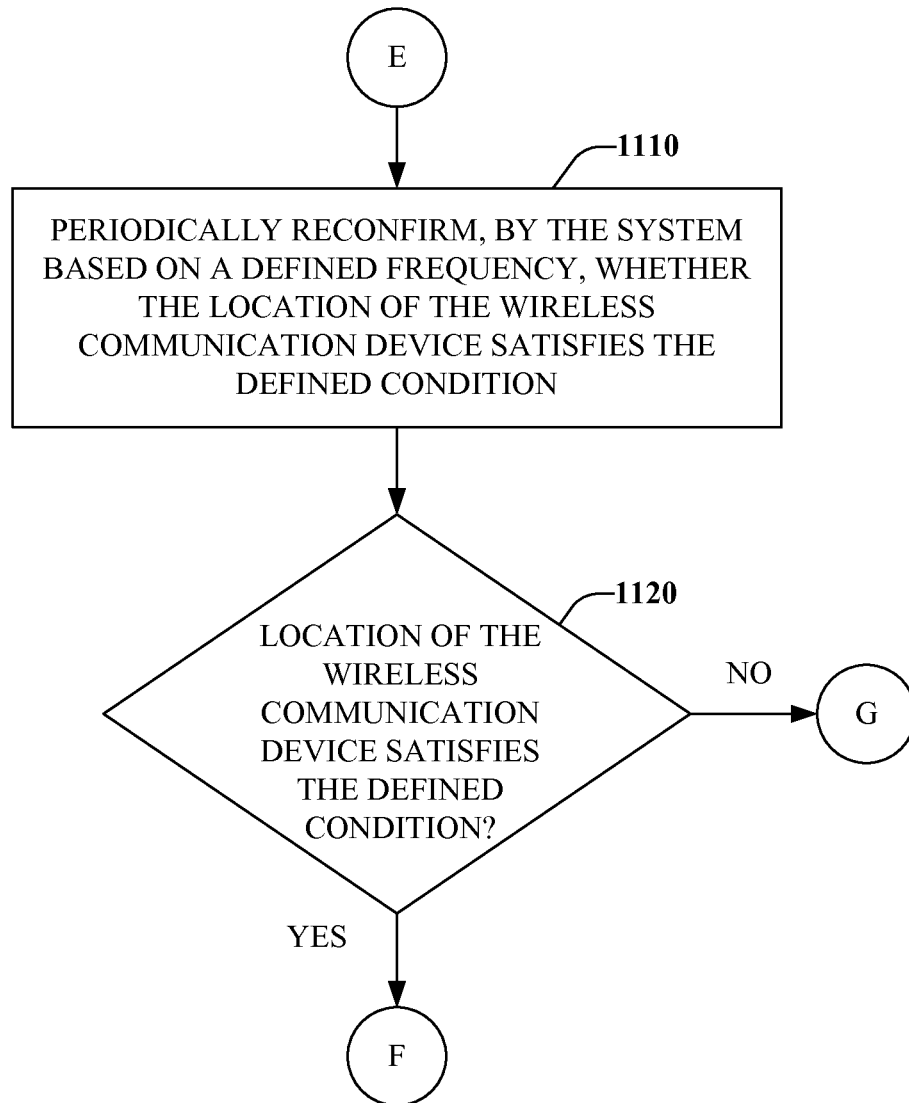 E
1110
PERIODICALLY RECONFIRM, BY THE SYSTEM
BASED ON A DEFINED FREQUENCY, WHETHER
THE LOCATION OF THE WIRELESS
COMMUNICATION DEVICE SATISFIES THE
DEFINED CONDITION
1120
LOCATION OF THE
WIRELESS
COMMUNICATION
DEVICE SATISFIES
THE DEFINED
CONDITION?
NO
G
YES
F